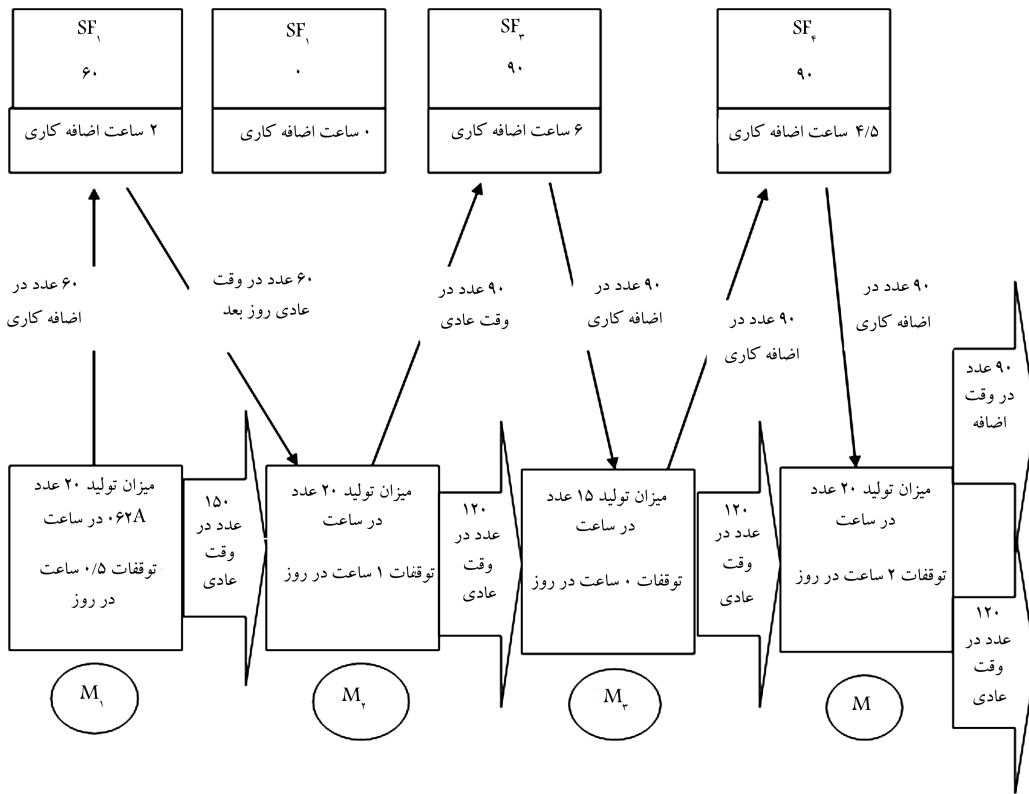 SF۱
۶۰
۲ ساعت اضافه کاری
SF۱
۰
۰ ساعت اضافه کاری
SF۳
۹۰
۶ ساعت اضافه کاری
SF۴
۹۰
۴/۵ ساعت اضافه کاری
۶۰ عدد در
اضافه کاری
۶۰ عدد در وقت
عادی روز بعد
۹۰ عدد در
وقت عادی
۹۰ عدد در
اضافه کاری
۹۰ عدد در
اضافه کاری
۹۰ عدد در
اضافه کاری
۹۰ عدد
در وقت
اضافه
میزان تولید ۲۰ عدد
۰۶۲A در ساعت
توقفات ۰/۵ ساعت
در روز
۱۵۰
عدد در
وقت
عادی
میزان تولید ۲۰ عدد
در ساعت
توقفات ۱ ساعت در روز
۱۲۰
عدد در
وقت
عادی
میزان تولید ۱۵ عدد
در ساعت
توقفات ۰ ساعت در روز
۱۲۰
عدد در
وقت
عادی
میزان تولید ۲۰ عدد
در ساعت
توقفات ۲ ساعت در روز
۱۲۰
عدد در
وقت
عادی
M۱
M۲
M۳
M